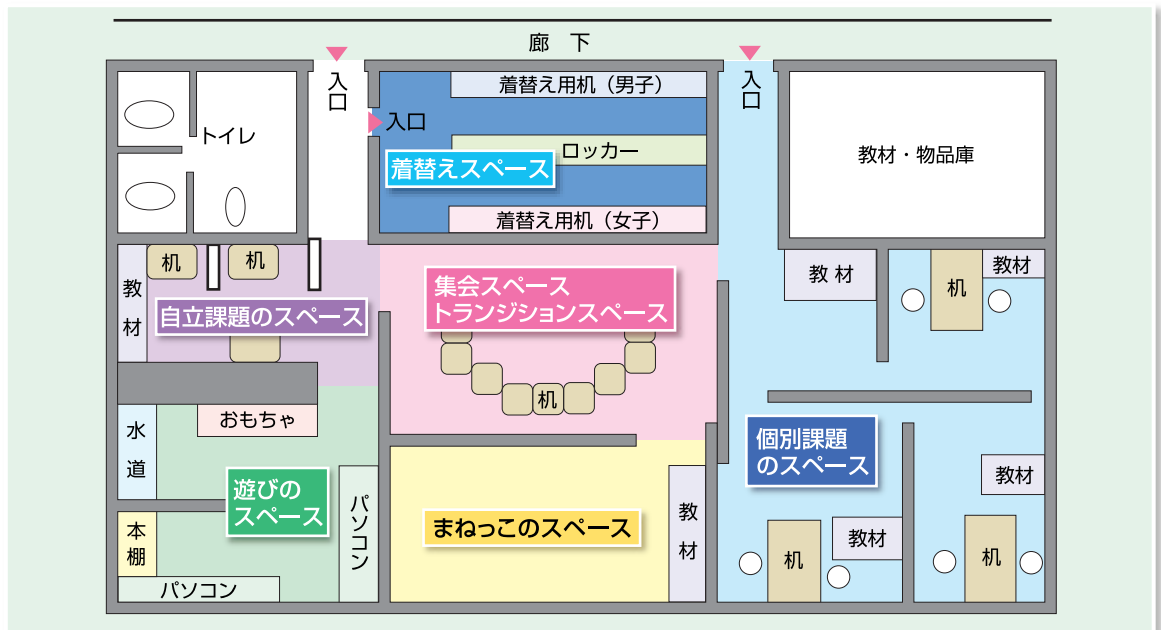 廊　下
入口
入口
着替え用机（男子）
入口
ロッカー
着替えスペース
着替え用机（女子）
トイレ
教材・物品庫
机
机
教材
自立課題のスペース
集会スペース
トランジションスペース
机
教 材
机
教材
おもちゃ
水道
遊びの
スペース
パソコン
本棚
パソコン
まねっこのスペース
教材
個別課題
のスペース
教材
机
教材
机